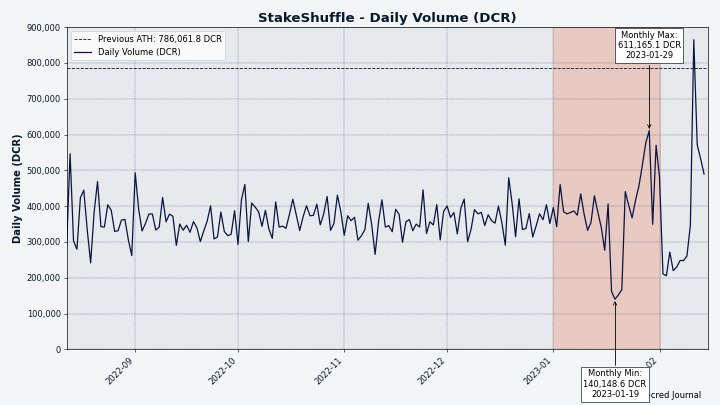 StakeShuffle - Daily Volume (DCR)
Previous ATH: 786,061.8 DCR
Daily Volume (DCR)
Monthly Max:
611,165.1 DCR
2023-01-29
Daily Volume (DCR)
900,000
800,000
700,000
600,000
500,000
400,000
300,000
200,000
100,000
0
2022-09
2022-10
2022-11
2022-12
2023-01
02
Monthly Min:
140,148.6 DCR
2023-01-19
cred Journal